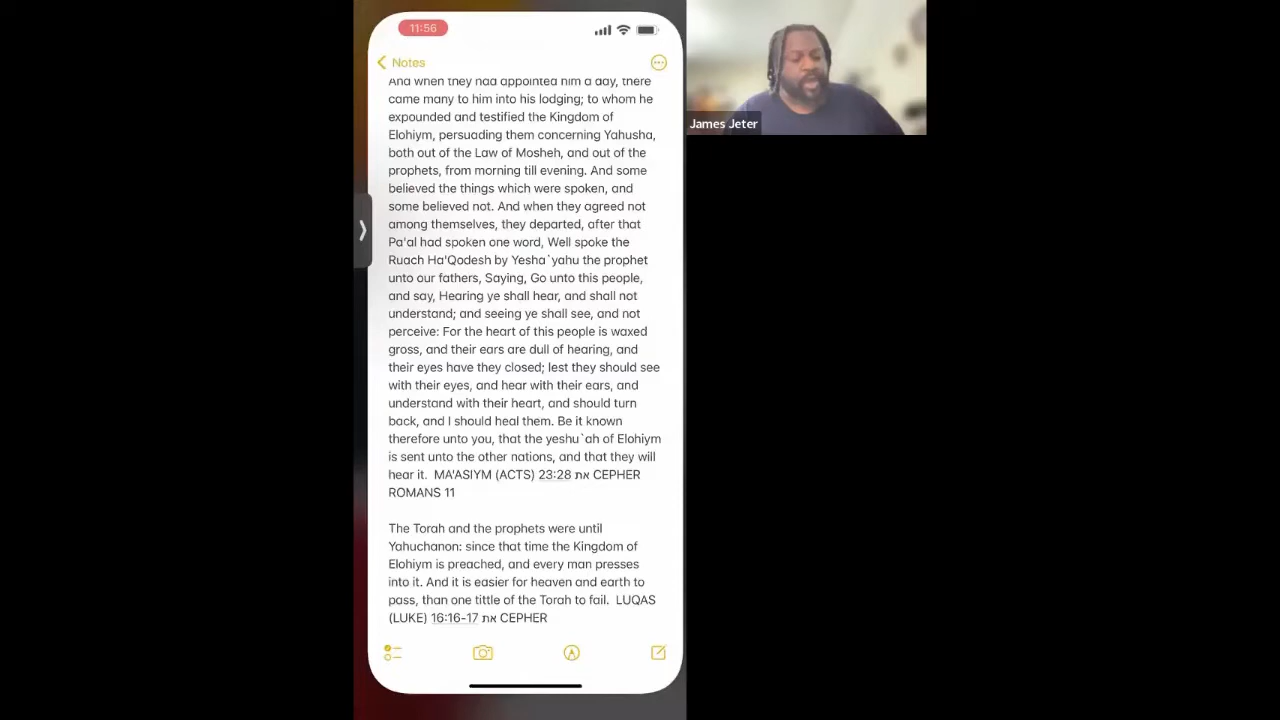 11:56
Notes
And when they had appointed him a day, there
came many to him into his lodging; to whom he
expounded and testified the Kingdom of
Elohiym, persuading them concerning Yahusha,
both out of the Law of Mosheh, and out of the
prophets, from morning till evening. And some
believed the things which were spoken, and
some believed not. And when they agreed not
among themselves, they departed, after that
Pa'al had spoken one word, Well spoke the
Ruach Ha'Qodesh by Yesha`yahu the prophet
unto our fathers, Saying, Go unto this people,
and say, Hearing ye shall hear, and shall not
understand; and seeing ye shall see, and not
perceive: For the heart of this people is waxed
gross, and their ears are dull of hearing, and
their eyes have they closed; lest they should see
with their eyes, and hear with their ears, and
understand with their heart, and should turn
back, and I should heal them. Be it known
therefore unto you, that the yeshu`ah of Elohiym
is sent unto the other nations, and that they will
hear it.  MA'ASIYM (ACTS) 23:28 את CEPHER
ROMANS 11
The Torah and the prophets were until
Yahuchanon: since that time the Kingdom of
Elohiym is preached, and every man presses
into it. And it is easier for heaven and earth to
pass, than one tittle of the Torah to fail.  LUQAS
(LUKE) 16:16-17 את CEPHER
James Jeter